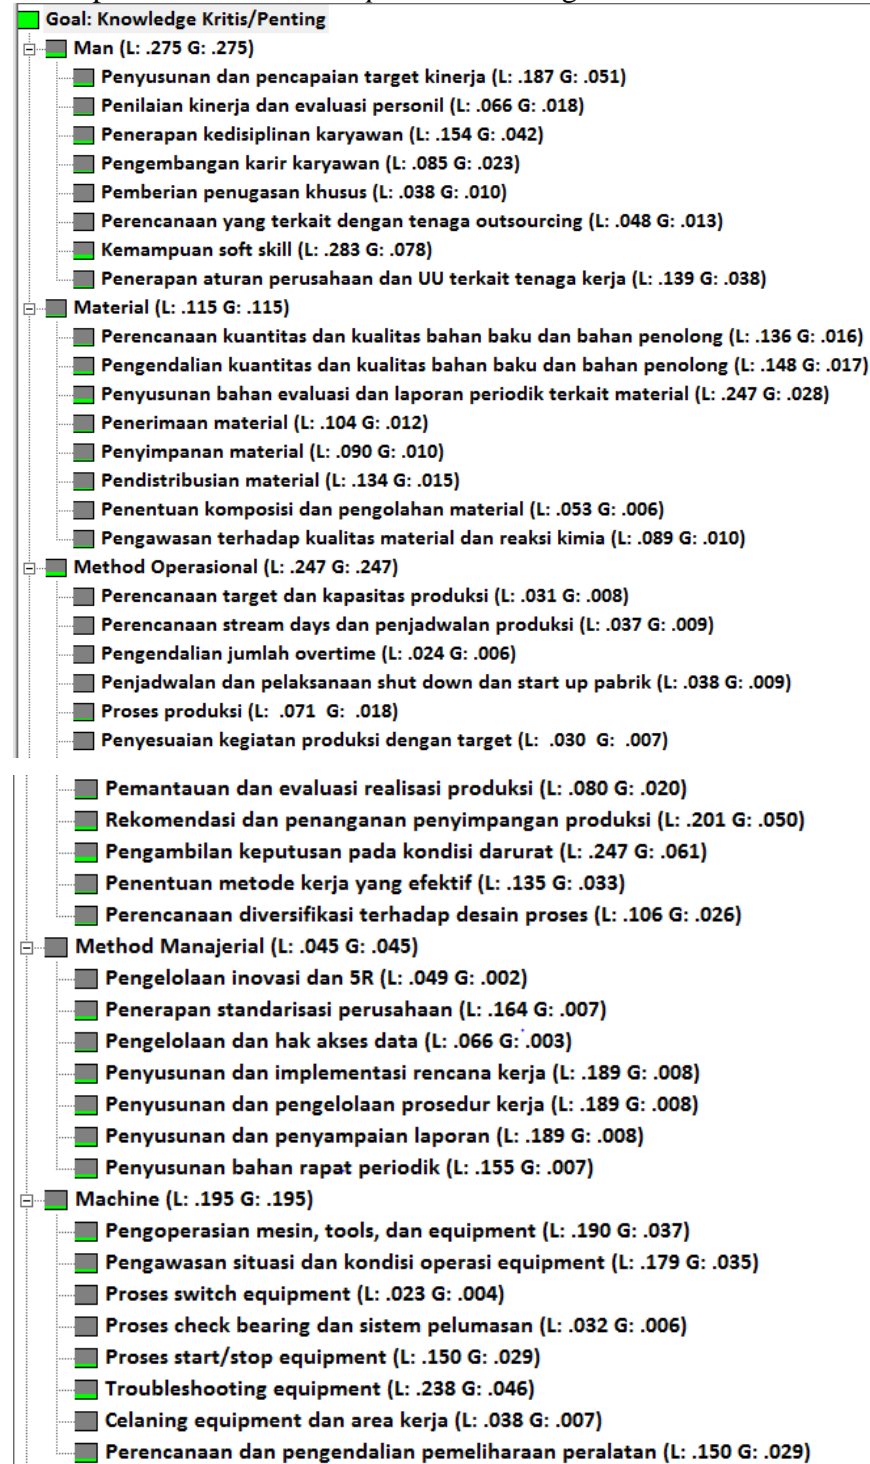 Goal: Knowledge Kritis/Penting
Man (L: .275 G: .275)
Penyusunan dan pencapaian target kinerja (L: .187 G: .051)
Penilaian kinerja dan evaluasi personil (L: .066 G: .018)
Penerapan kedisiplinan karyawan (L: .154 G: .042)
Pengembangan karir karyawan (L: .085 G: .023)
Pemberian penugasan khusus (L: .038 G: .010)
Perencanaan yang terkait dengan tenaga outsourcing (L: .048 G: .013)
Kemampuan soft skill (L: .283 G: .078)
Penerapan aturan perusahaan dan UU terkait tenaga kerja (L: .139 G: .038)
Material (L: .115 G: .115)
Perencanaan kuantitas dan kualitas bahan baku dan bahan penolong (L: .136 G: .016)
Pengendalian kuantitas dan kualitas bahan baku dan bahan penolong (L: .148 G: .017)
Penyusunan bahan evaluasi dan laporan periodik terkait material (L: .247 G: .028)
Penerimaan material (L: .104 G: .012)
Penyimpanan material (L: .090 G: .010)
Pendistribusian material (L: .134 G: .015)
Penentuan komposisi dan pengolahan material (L: .053 G: .006)
Pengawasan terhadap kualitas material dan reaksi kimia (L: .089 G: .010)
Method Operasional (L: .247 G: .247)
Perencanaan target dan kapasitas produksi (L: .031 G: .008)
Perencanaan stream days dan penjadwalan produksi (L: .037 G: .009)
Pengendalian jumlah overtime (L: .024 G: .006)
Penjadwalan dan pelaksanaan shut down dan start up pabrik (L: .038 G: .009)
Proses produksi (L: .071 G: .018)
Penyesuaian kegiatan produksi dengan target (L: .030 G: .007)
Pemantauan dan evaluasi realisasi produksi (L: .080 G: .020)
Rekomendasi dan penanganan penyimpangan produksi (L: .201 G: .050)
Pengambilan keputusan pada kondisi darurat (L: .247 G: .061)
Penentuan metode kerja yang efektif (L: .135 G: .033)
Perencanaan diversifikasi terhadap desain proses (L: .106 G: .026)
Method Manajerial (L: .045 G: .045)
Pengelolaan inovasi dan 5R (L: .049 G: .002)
Penerapan standarisasi perusahaan (L: .164 G: .007)
Pengelolaan dan hak akses data (L: .066 G: .003)
Penyusunan dan implementasi rencana kerja (L: .189 G: .008)
Penyusunan dan pengelolaan prosedur kerja (L: .189 G: .008)
Penyusunan dan penyampaian laporan (L: .189 G: .008)
Penyusunan bahan rapat periodik (L: .155 G: .007)
Machine (L: .195 G: .195)
Pengoperasian mesin, tools, dan equipment (L: .190 G: .037)
Pengawasan situasi dan kondisi operasi equipment (L: .179 G: .035)
Proses switch equipment (L: .023 G: .004)
Proses check bearing dan sistem pelumasan (L: .032 G: .006)
Proses start/stop equipment (L: .150 G: .029)
Troubleshooting equipment (L: .238 G: .046)
Celaning equipment dan area kerja (L: .038 G: .007)
Perencanaan dan pengendalian pemeliharaan peralatan (L: .150 G: .029)